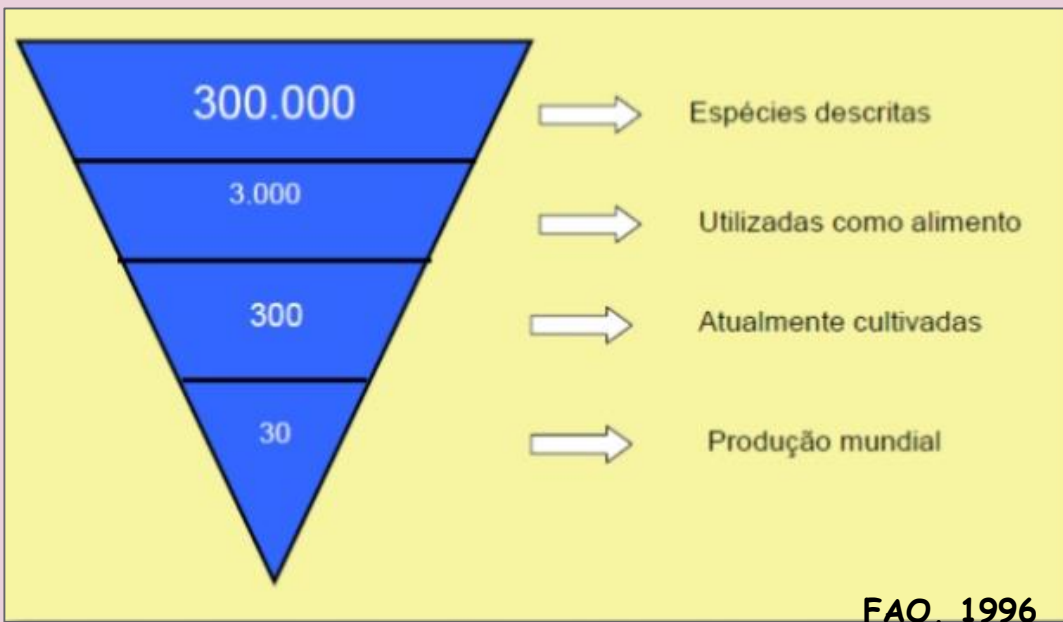 300.000
Espécies descritas
3.000
Utilizadas como alimento
300
Atualmente cultivadas
30
Produção mundial
FAO, 1996